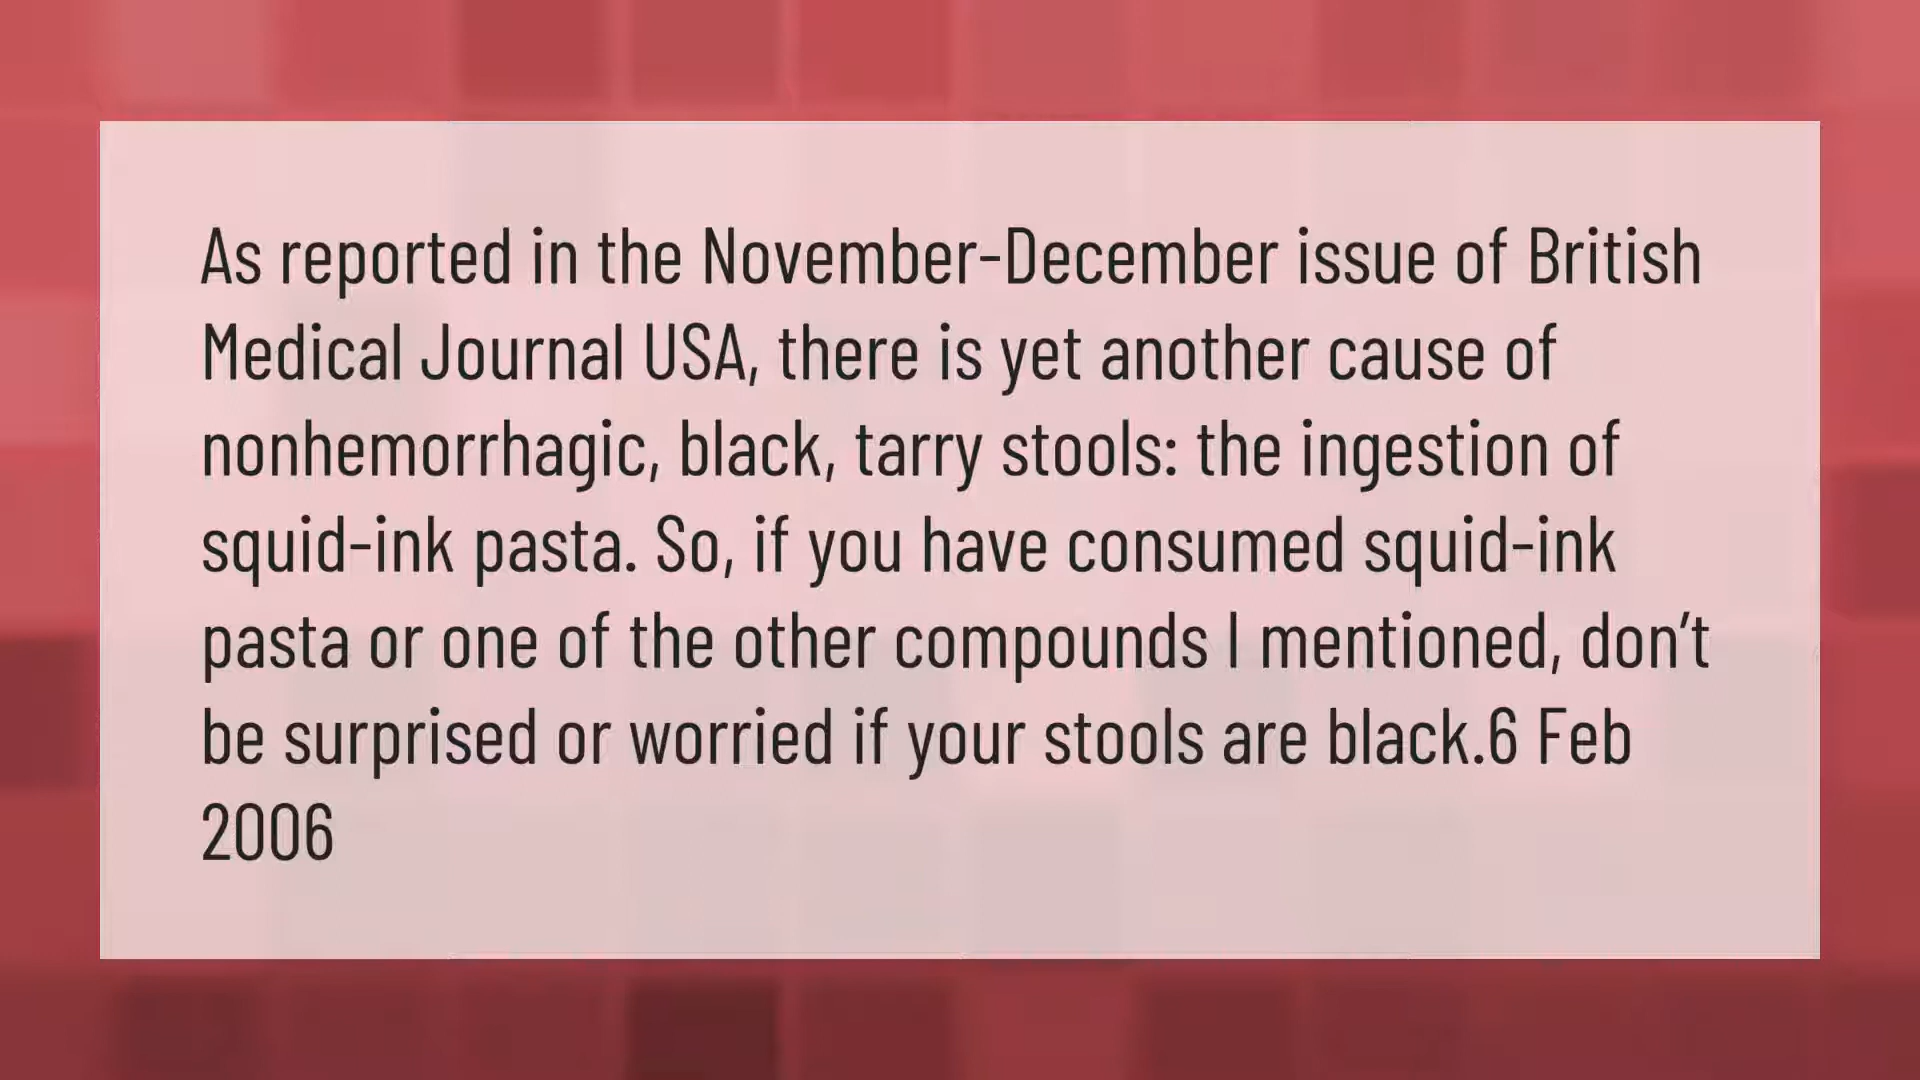 As reported in the November-December issue of British
Medical Journal USA, there is yet another cause of
nonhemorrhagic, black, tarry stools: the ingestion of
squid-ink pasta. So, if you have consumed squid-ink
pasta or one of the other compounds I mentioned, don’t
be surprised or worried if your stools are black.6 Feb
2006